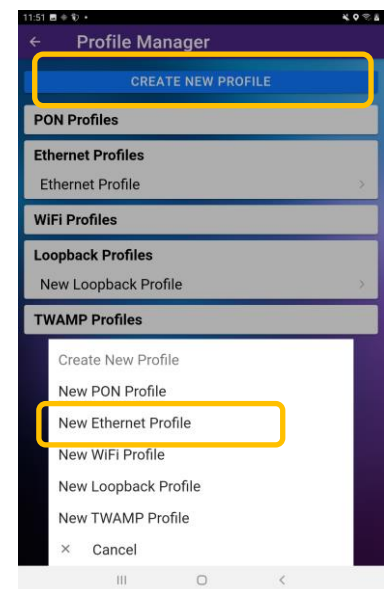 11:51
Profile Manager
CREATE NEW PROFILE
PON Profiles
Ethernet Profiles
Ethernet Profile
WiFi Profiles
Loopback Profiles
New Loopback Profile
TWAMP Profiles
Create New Profile
New PON Profile
New Ethernet Profile
New WiFi Profile
New Loopback Profile
New TWAMP Profile
× Cancel